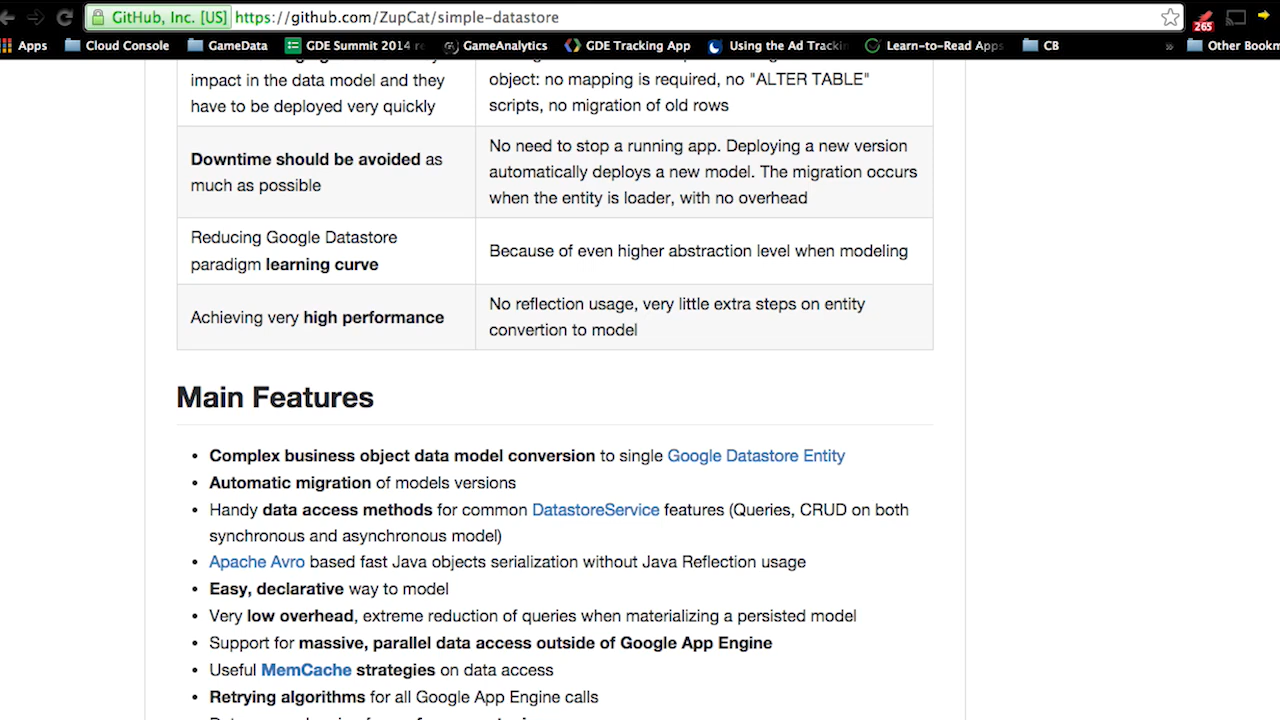 GitHub, Inc. [US] https://github.com/ZupCat/simple-datastore
265
Apps Cloud Console GameData GDE Summit 2014 re GameAnalytics GDE Tracking App Using the Ad Trackin Learn-to-Read Apps CB » Other Bookm
impact in the data model and they
have to be deployed very quickly
object: no mapping is required, no "ALTER TABLE"
scripts, no migration of old rows
Downtime should be avoided as
much as possible
No need to stop a running app. Deploying a new version
automatically deploys a new model. The migration occurs
when the entity is loader, with no overhead
Reducing Google Datastore
paradigm learning curve
Because of even higher abstraction level when modeling
Achieving very high performance
No reflection usage, very little extra steps on entity
convertion to model
Main Features
• Complex business object data model conversion to single Google Datastore Entity
• Automatic migration of models versions
• Handy data access methods for common DatastoreService features (Queries, CRUD on both
synchronous and asynchronous model)
• Apache Avro based fast Java objects serialization without Java Reflection usage
• Easy, declarative way to model
• Very low overhead, extreme reduction of queries when materializing a persisted model
• Support for massive, parallel data access outside of Google App Engine
• Useful MemCache strategies on data access
• Retrying algorithms for all Google App Engine calls